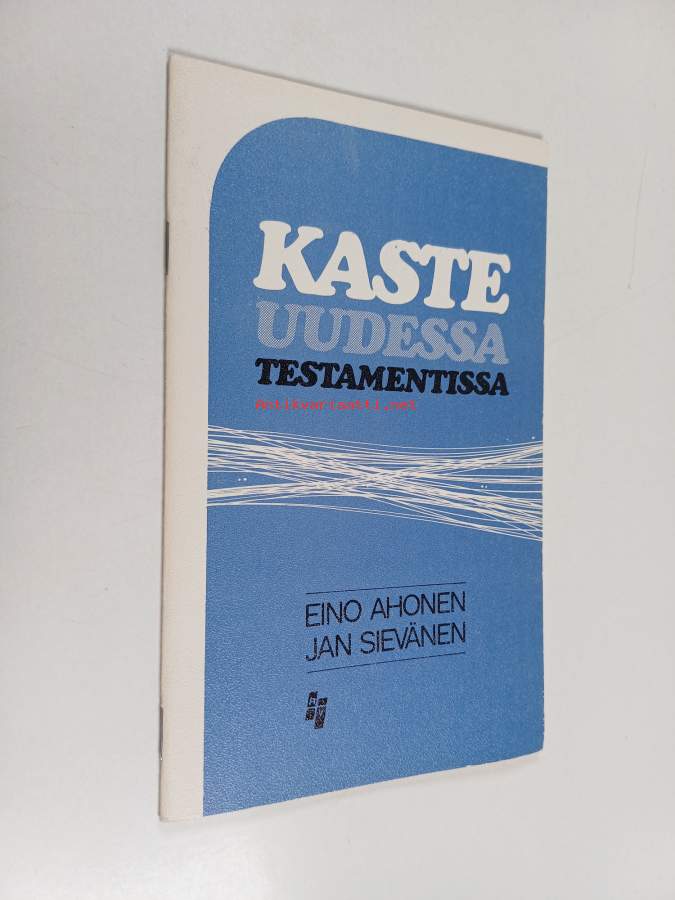 KASTE
UUDESSA
TESTAMENTISSA
Antikvariaatti.net
EINO AHONEN
JAN SIEVÄNEN